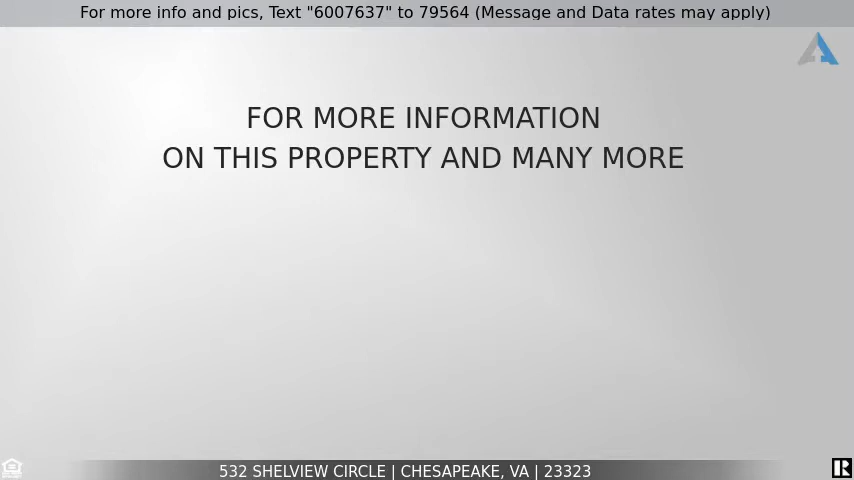 For more info and pics, Text "6007637" to 79564 (Message and Data rates may apply)
FOR MORE INFORMATION
ON THIS PROPERTY AND MANY MORE
532 SHELVIEW CIRCLE | CHESAPEAKE, VA | 23323